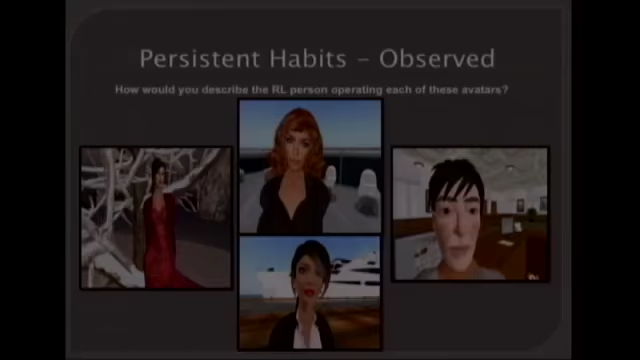 Persistent Habits – Observed
How would you describe the RL person operating each of these avatars?